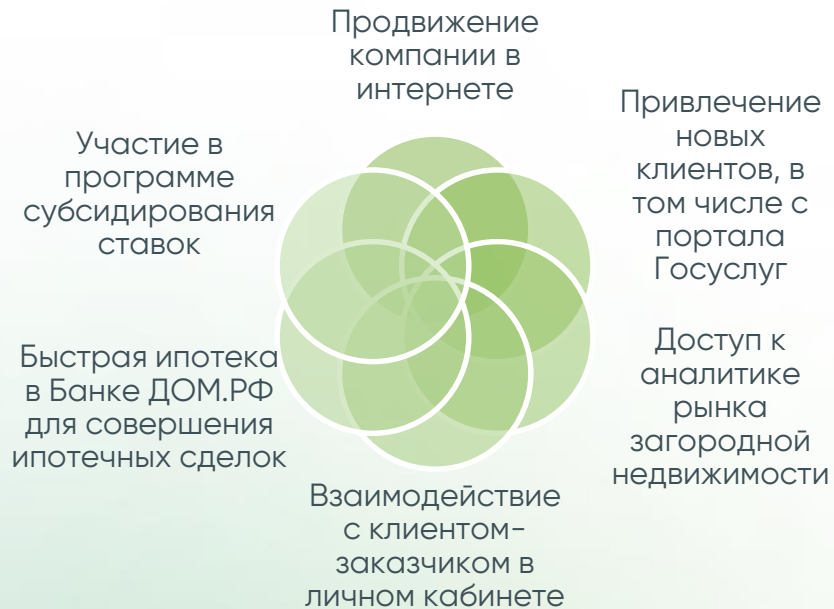 Продвижение
компании в
интернете
Привлечение
новых
клиентов, в
том числе с
портала
Госуслуг
Доступ к
аналитике
рынка
загородной
недвижимости
Взаимодействие
с клиентом-
заказчиком в
личном кабинете
Быстрая ипотека
в Банке ДОМ.РФ
для совершения
ипотечных сделок
Участие в
программе
субсидирования
ставок